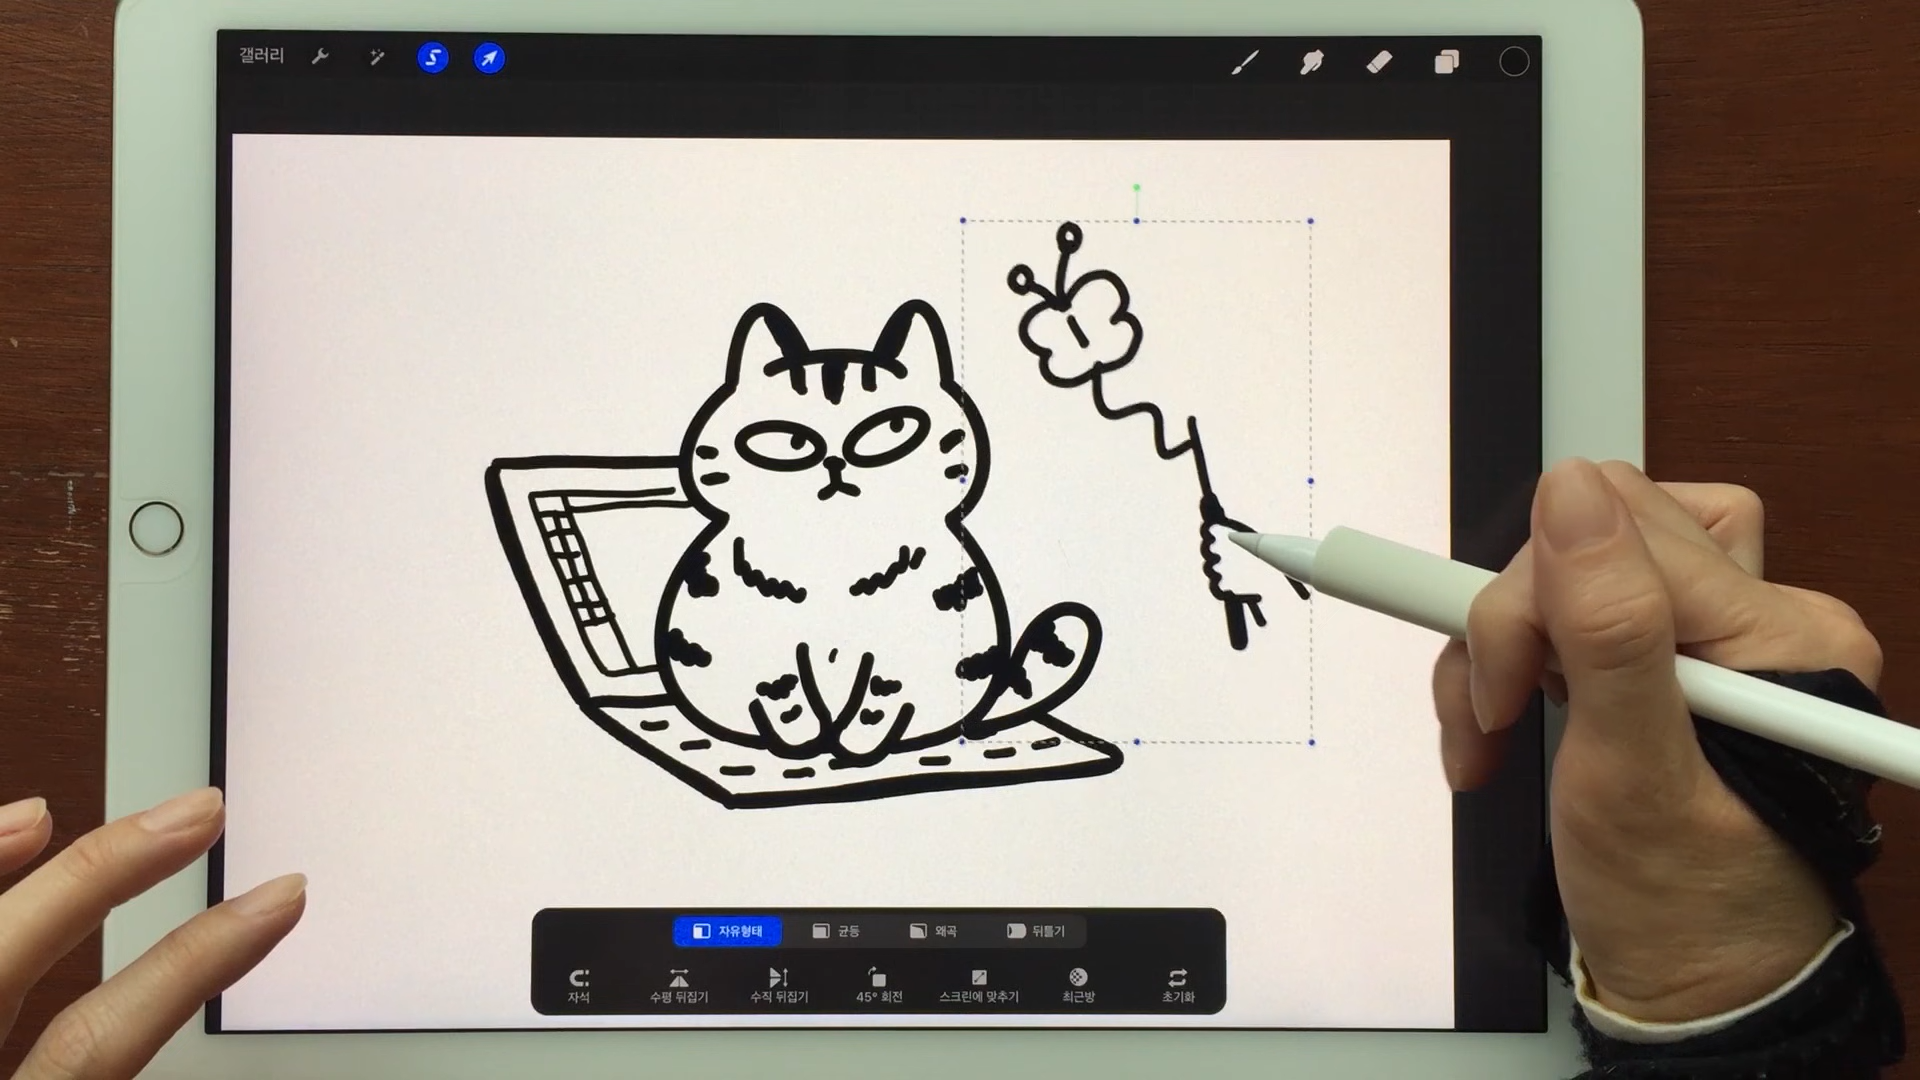 갤러리
자유형태 균등 왜곡 뒤틀기
자석 수평 뒤집기 수직 뒤집기 45° 회전 스크린에 맞추기 최근방 초기화